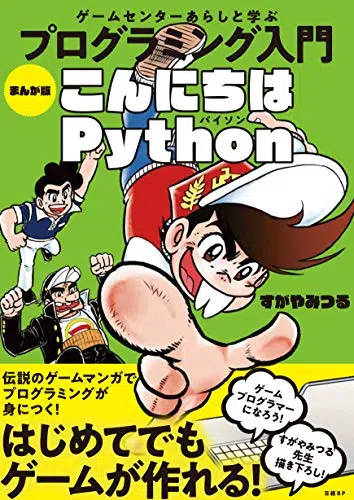 ゲームセンターあらしと学ぶ
プログラミング入門
まんが版
こんにちは
パイソン
Python
すがやみつる
伝説のゲームマンガで
プログラミングが
身につく!
はじめてでも
ゲームが作れる!
ゲーム
プログラマーに
なろう!
すがやみつる
先生
描き下ろし!
日経BP